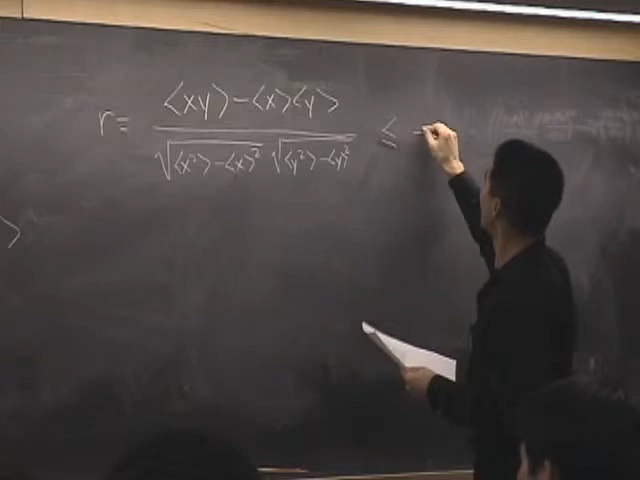 r = (⟨xy⟩ − ⟨x⟩⟨y⟩) / (√(⟨x²⟩ − ⟨x⟩²) √(⟨y²⟩ − ⟨y⟩²)) ≤ −
⟩